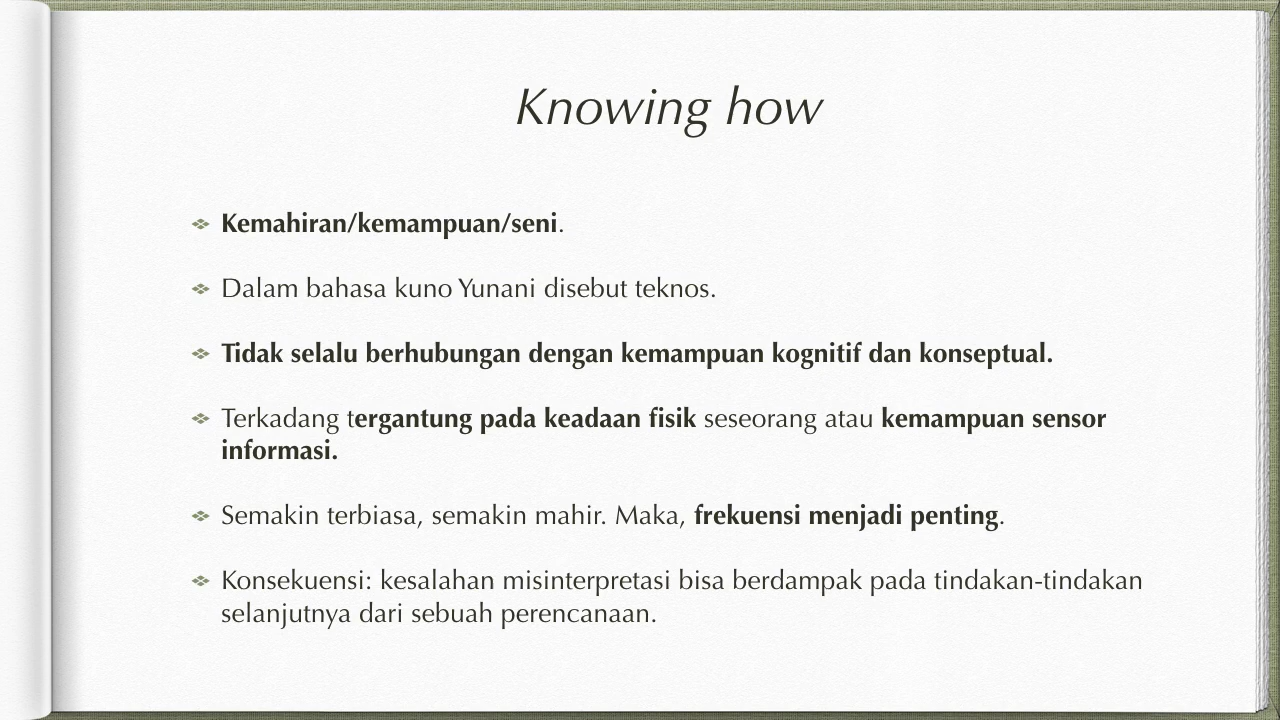 Knowing how
Kemahiran/kemampuan/seni.
Dalam bahasa kuno Yunani disebut teknos.
Tidak selalu berhubungan dengan kemampuan kognitif dan konseptual.
Terkadang tergantung pada keadaan fisik seseorang atau kemampuan sensor
informasi.
Semakin terbiasa, semakin mahir. Maka, frekuensi menjadi penting.
Konsekuensi: kesalahan misinterpretasi bisa berdampak pada tindakan-tindakan
selanjutnya dari sebuah perencanaan.